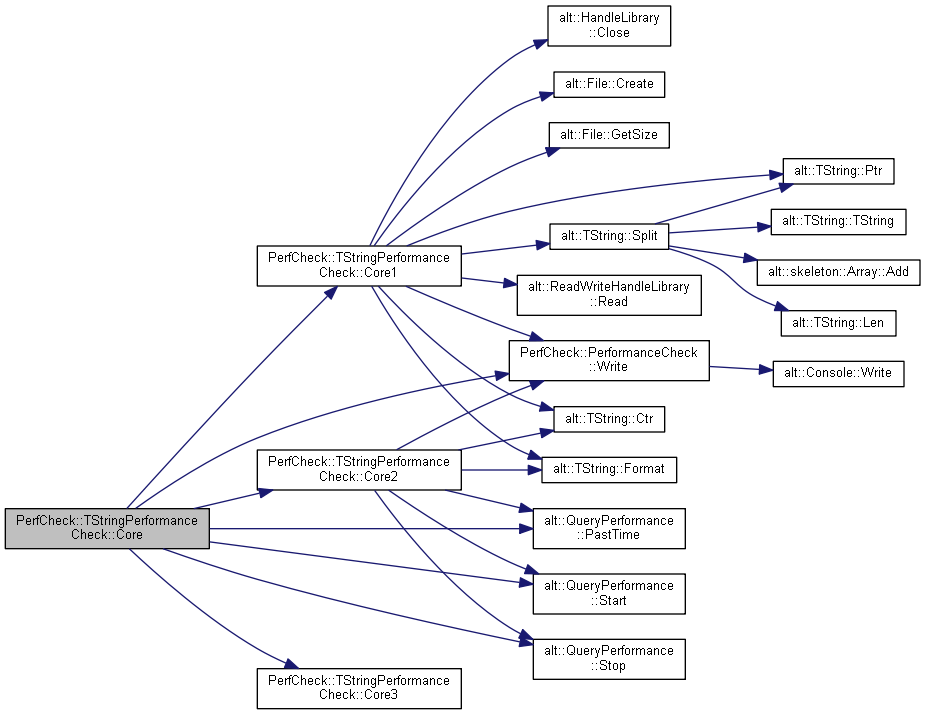 alt::HandleLibrary
::Close
alt::File::Create
alt::File::GetSize
alt::TString::Ptr
alt::TString::TString
alt::TString::Split
PerfCheck::TStringPerformance
Check::Core1
alt::skeleton::Array::Add
alt::ReadWriteHandleLibrary
::Read
alt::TString::Len
PerfCheck::PerformanceCheck
::Write
alt::Console::Write
alt::TString::Ctr
PerfCheck::TStringPerformance
Check::Core2
alt::TString::Format
PerfCheck::TStringPerformance
Check::Core
alt::QueryPerformance
::PastTime
alt::QueryPerformance
::Start
alt::QueryPerformance
::Stop
PerfCheck::TStringPerformance
Check::Core3